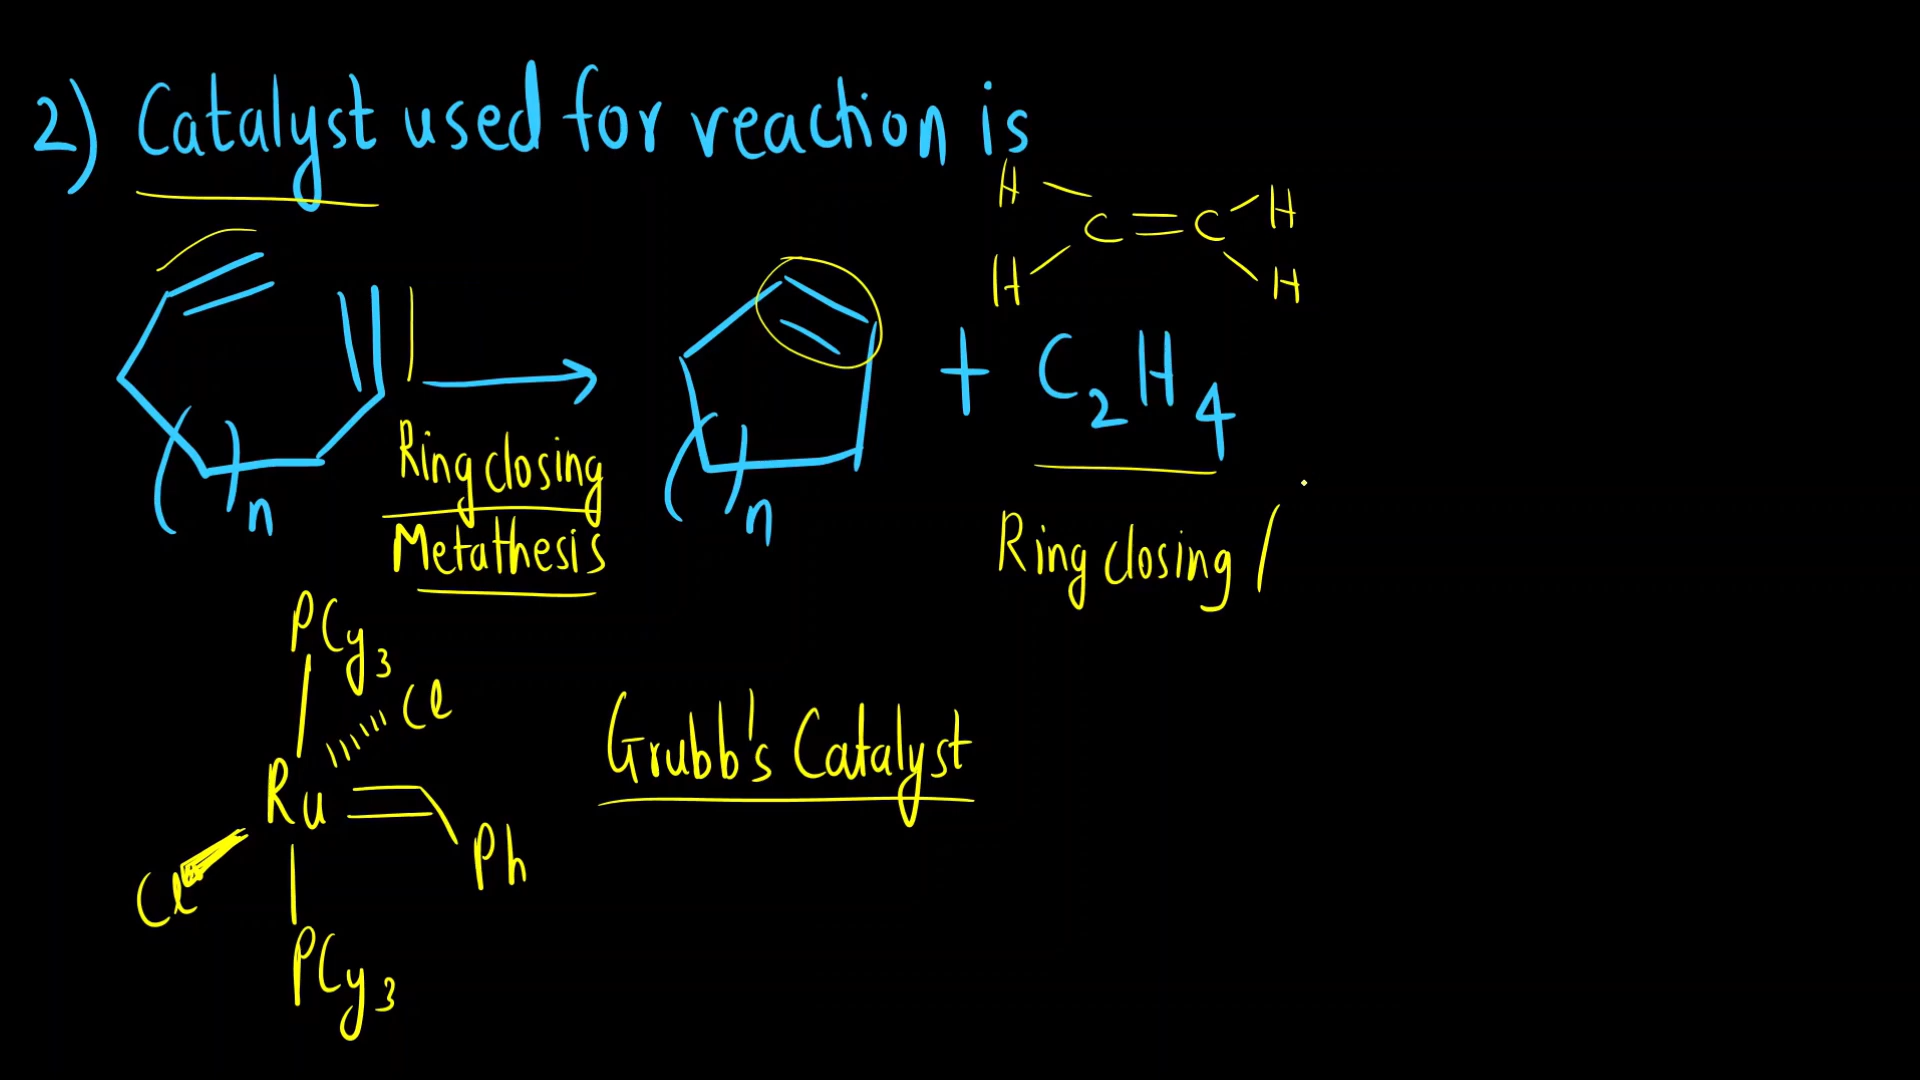 2) Catalyst used for reaction is
H C = C H
H H
n
Ring closing
Metathesis
n
+ C2H4
Ring closing /
PCy3
Cl
Ru
Ph
Cl
PCy3
Grubb's Catalyst